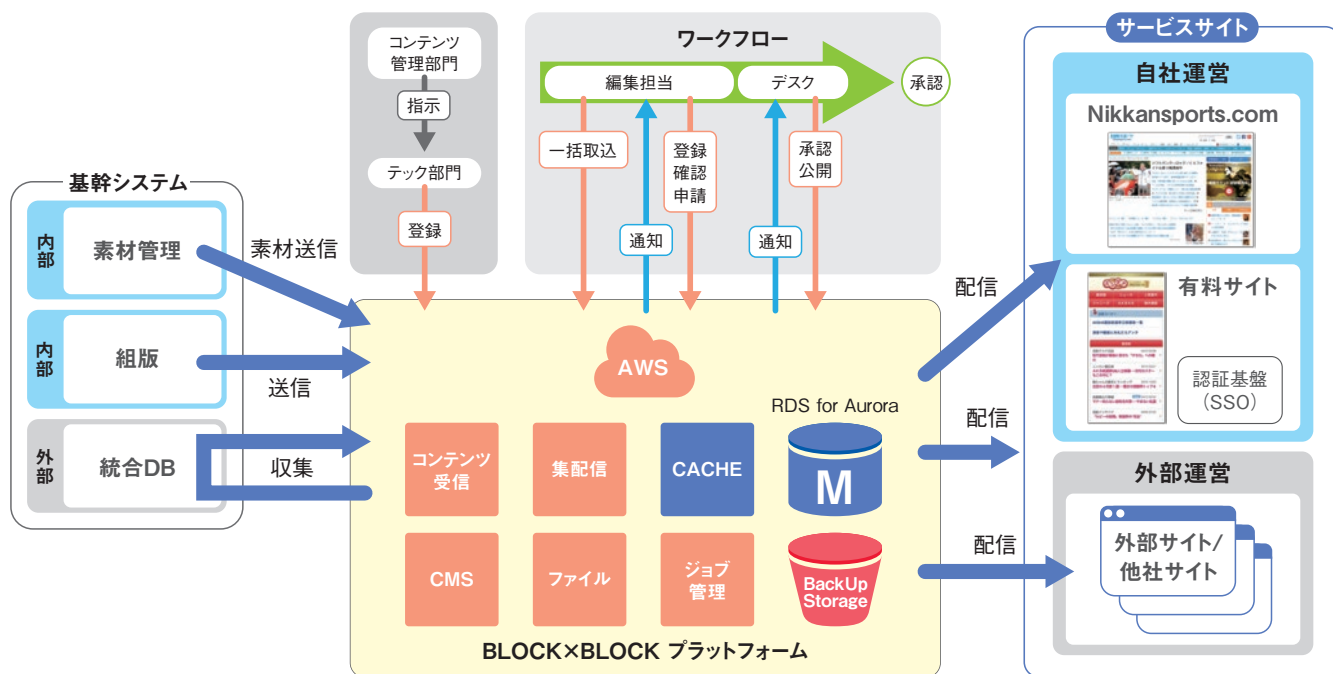 コンテンツ
管理部門
指示
テック部門
登録
ワークフロー
編集担当
デスク
承認
一括取込
通知
登録
確認
申請
通知
承認
公開
基幹システム
内部
素材管理
素材送信
内部
組版
送信
外部
統合DB
収集
AWS
RDS for Aurora
コンテンツ
受信
集配信
CACHE
M
CMS
ファイル
ジョブ
管理
BackUp
Storage
BLOCK×BLOCK プラットフォーム
配信
配信
配信
サービスサイト
自社運営
Nikkansports.com
有料サイト
認証基盤
（SSO）
外部運営
外部サイト/
他社サイト